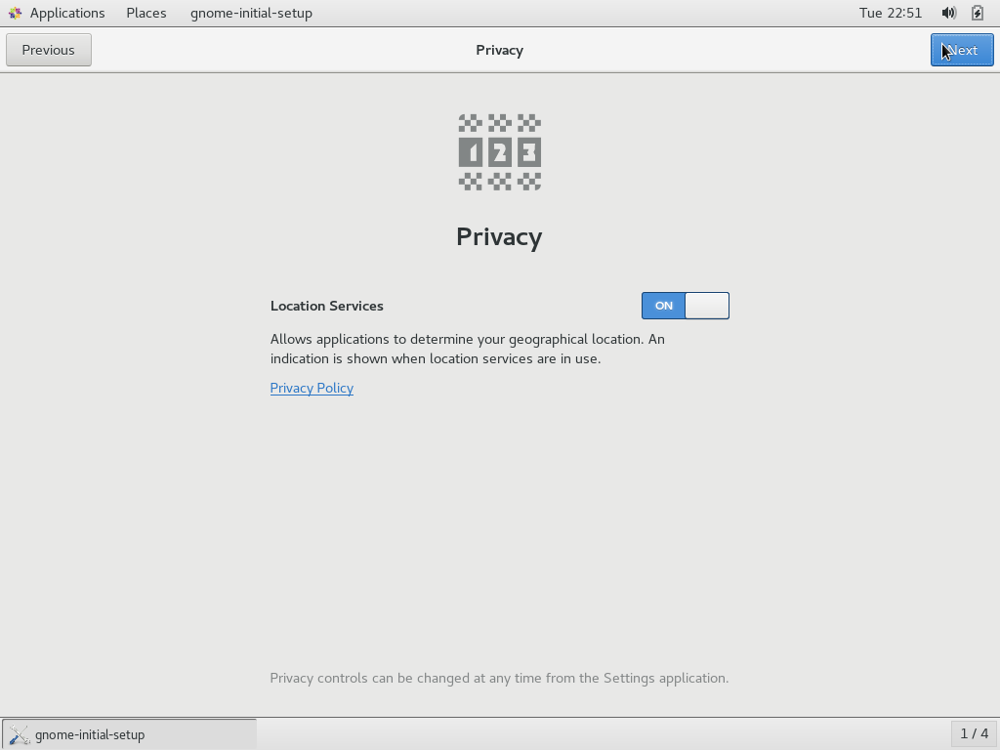 Applications Places gnome-initial-setup Tue 22:51
Previous Privacy Next
1 2 3
Privacy
Location Services ON
Allows applications to determine your geographical location. An
indication is shown when location services are in use.
Privacy Policy
Privacy controls can be changed at any time from the Settings application.
gnome-initial-setup 1 / 4